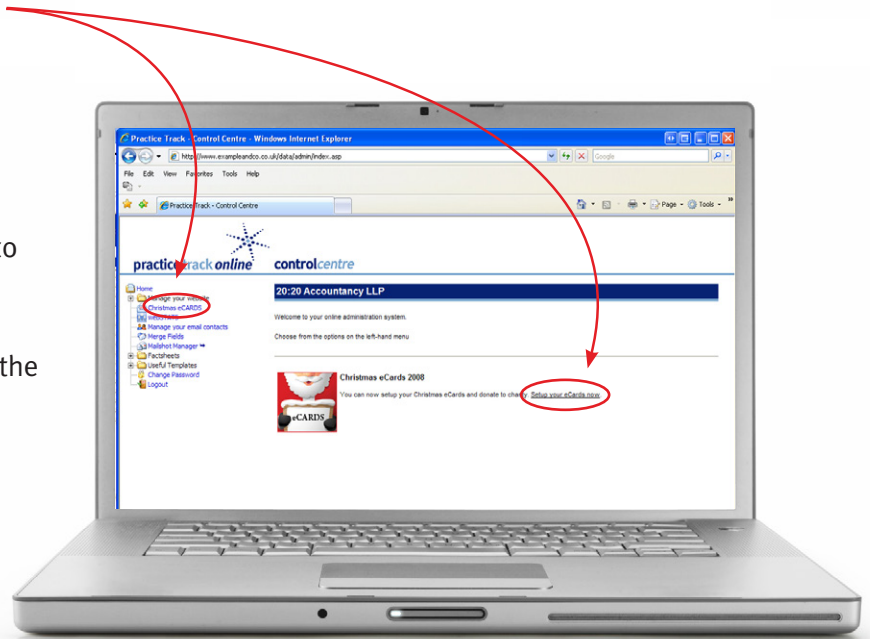 to
the
Practice Track - Control Centre - Windows Internet Explorer
http://www.exampleandco.co.uk/data/admin/index.asp
Google
File Edit View Favorites Tools Help
Practice Track - Control Centre
Page Tools
practice track online
controlcentre
Home
Manage your website
Christmas eCARDS
Manage your email contacts
Merge Fields
Mailshot Manager
Factsheets
Useful Templates
Change Password
Logout
20:20 Accountancy LLP
Welcome to your online administration system.
Choose from the options on the left-hand menu
Christmas eCards 2008
You can now setup your Christmas eCards and donate to charity. Setup your eCards now.
eCARDS